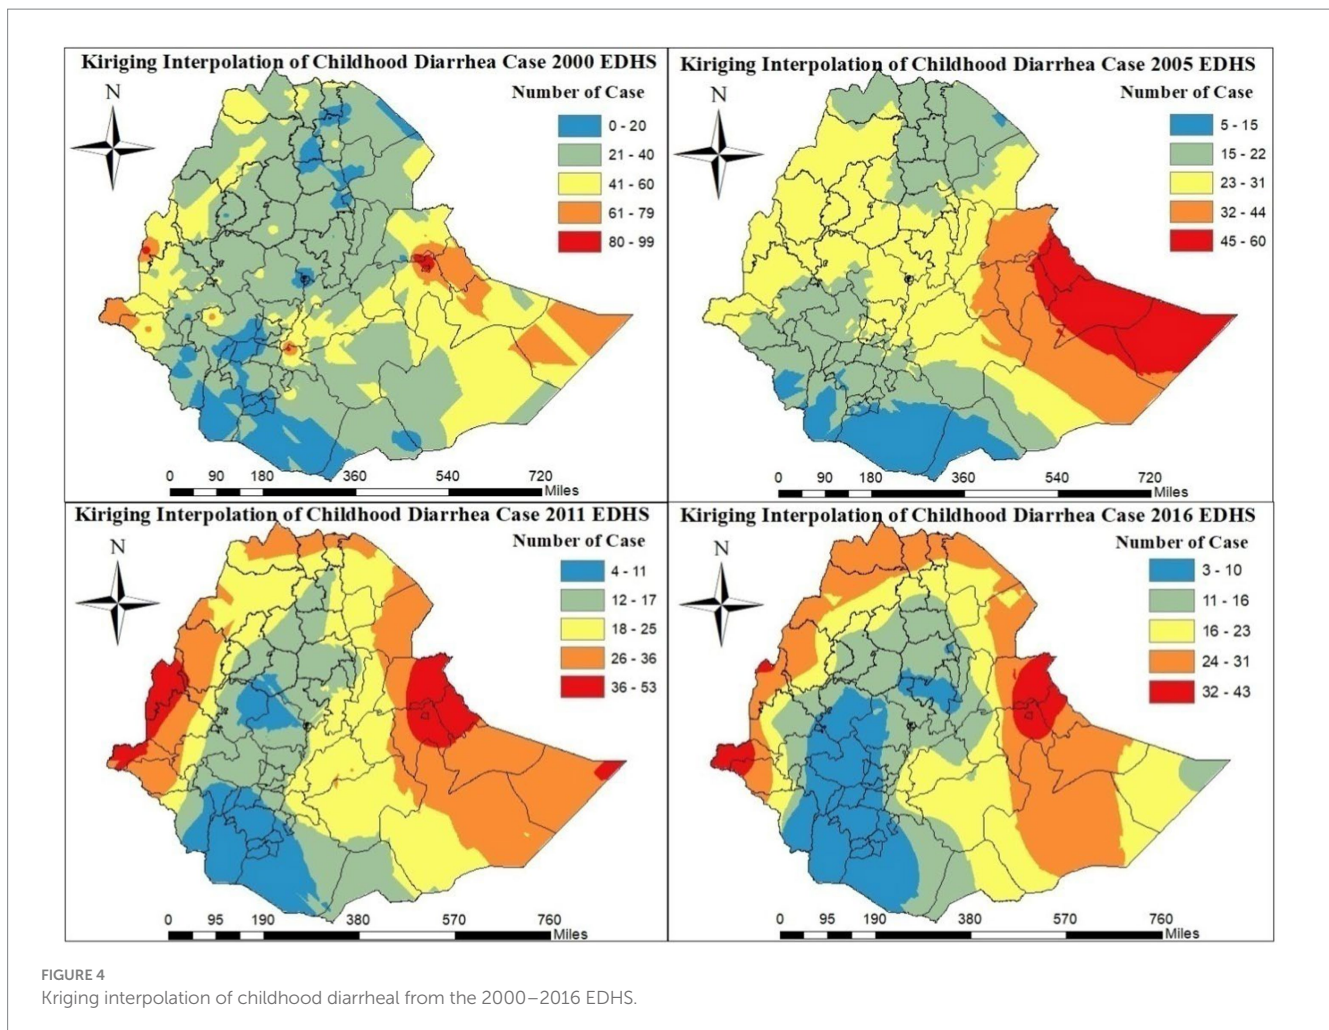 Kiriging Interpolation of Childhood Diarrhea Case 2000 EDHS
N
Number of Case
0 - 20
21 - 40
41 - 60
61 - 79
80 - 99
0 90 180 360 540 720
Miles
Kiriging Interpolation of Childhood Diarrhea Case 2005 EDHS
N
Number of Case
5 - 15
15 - 22
23 - 31
32 - 44
45 - 60
0 90 180 360 540 720
Miles
Kiriging Interpolation of Childhood Diarrhea Case 2011 EDHS
N
Number of Case
4 - 11
12 - 17
18 - 25
26 - 36
36 - 53
0 95 190 380 570 760
Miles
Kiriging Interpolation of Childhood Diarrhea Case 2016 EDHS
N
Number of Case
3 - 10
11 - 16
16 - 23
24 - 31
32 - 43
0 95 190 380 570 760
Miles
FIGURE 4
Kriging interpolation of childhood diarrheal from the 2000–2016 EDHS.